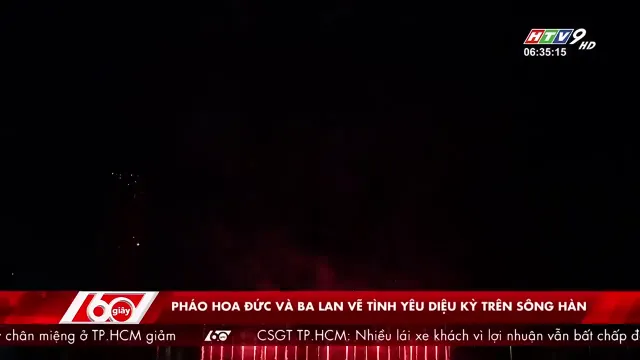 HTV9 HD
06:35:15
60 giây
PHÁO HOA ĐỨC VÀ BA LAN VẼ TÌNH YÊU DIỆU KỲ TRÊN SÔNG HÀN
chân miệng ở TP.HCM giảm 60 CSGT TP.HCM: Nhiều lái xe khách vì lợi nhuận vẫn bất chấp